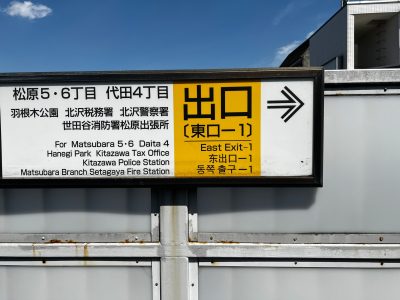 松原5・6丁目 代田4丁目
羽根木公園 北沢税務署 北沢警察署
世田谷消防署松原出張所
For Matsubara 5・6 Daita 4
Hanegi Park Kitazawa Tax Office
Kitazawa Police Station
Matsubara Branch Setagaya Fire Station
出口
〔東口ー1〕
East Exit-1
东出口ー1
동쪽 출구ー1